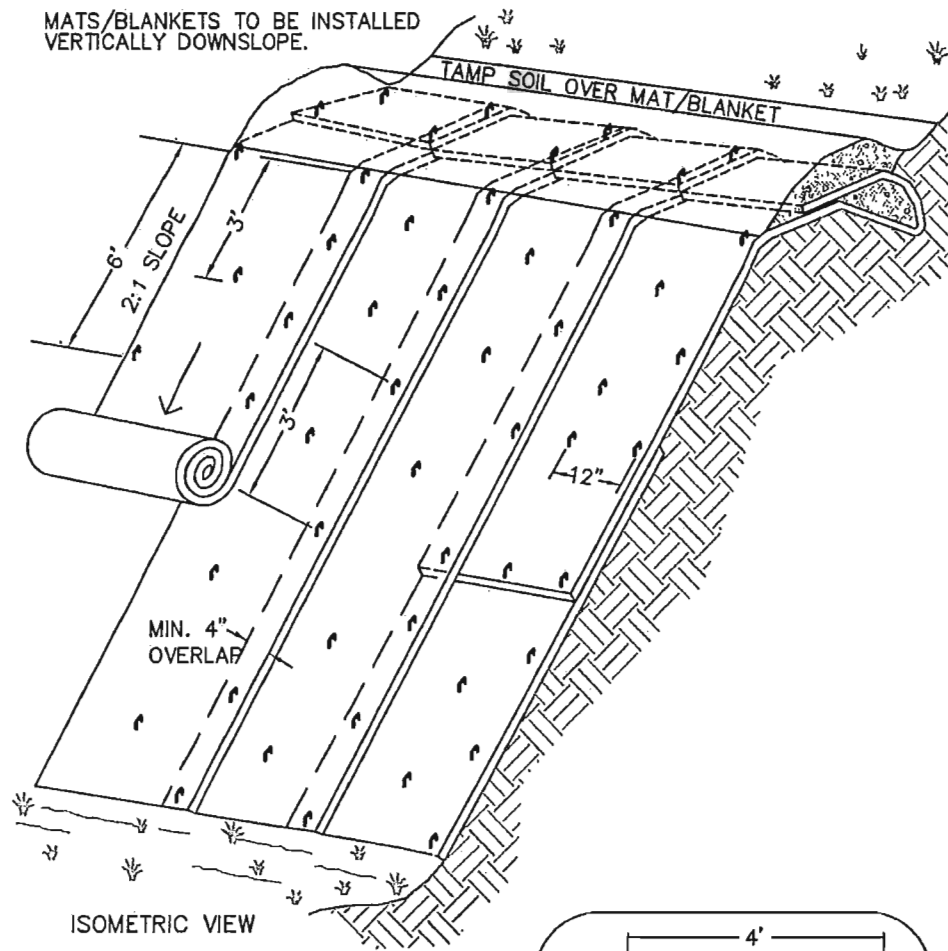 MATS/BLANKETS TO BE INSTALLED
VERTICALLY DOWNSLOPE.
TAMP SOIL OVER MAT/BLANKET
6'
2:1 SLOPE
3'
3'
12"
MIN. 4"
OVERLAP
ISOMETRIC VIEW
4'